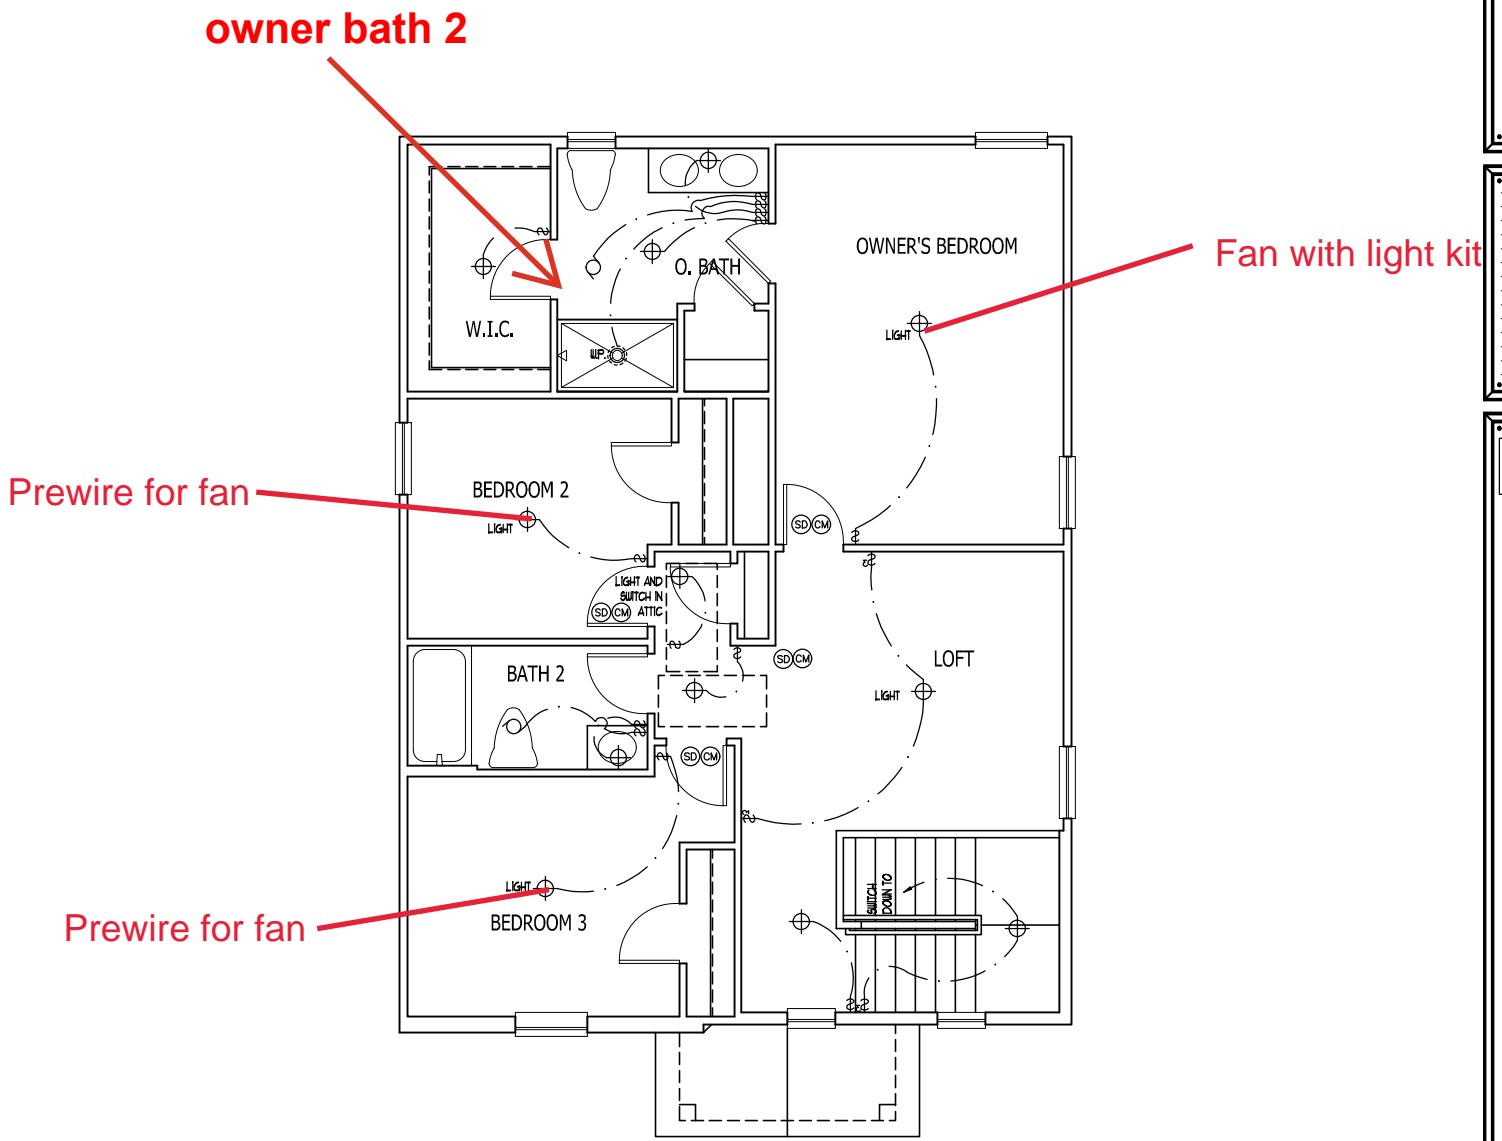 owner bath 2
OWNER'S BEDROOM
Fan with light kit
O. BATH
W.I.C.
LIGHT
W.P.
Prewire for fan
BEDROOM 2
LIGHT
SD CM
LIGHT AND
SWITCH IN
ATTIC
SD CM
SD CM
LOFT
BATH 2
LIGHT
SD CM
LIGHT
SWITCH
DOWN TO
Prewire for fan
BEDROOM 3